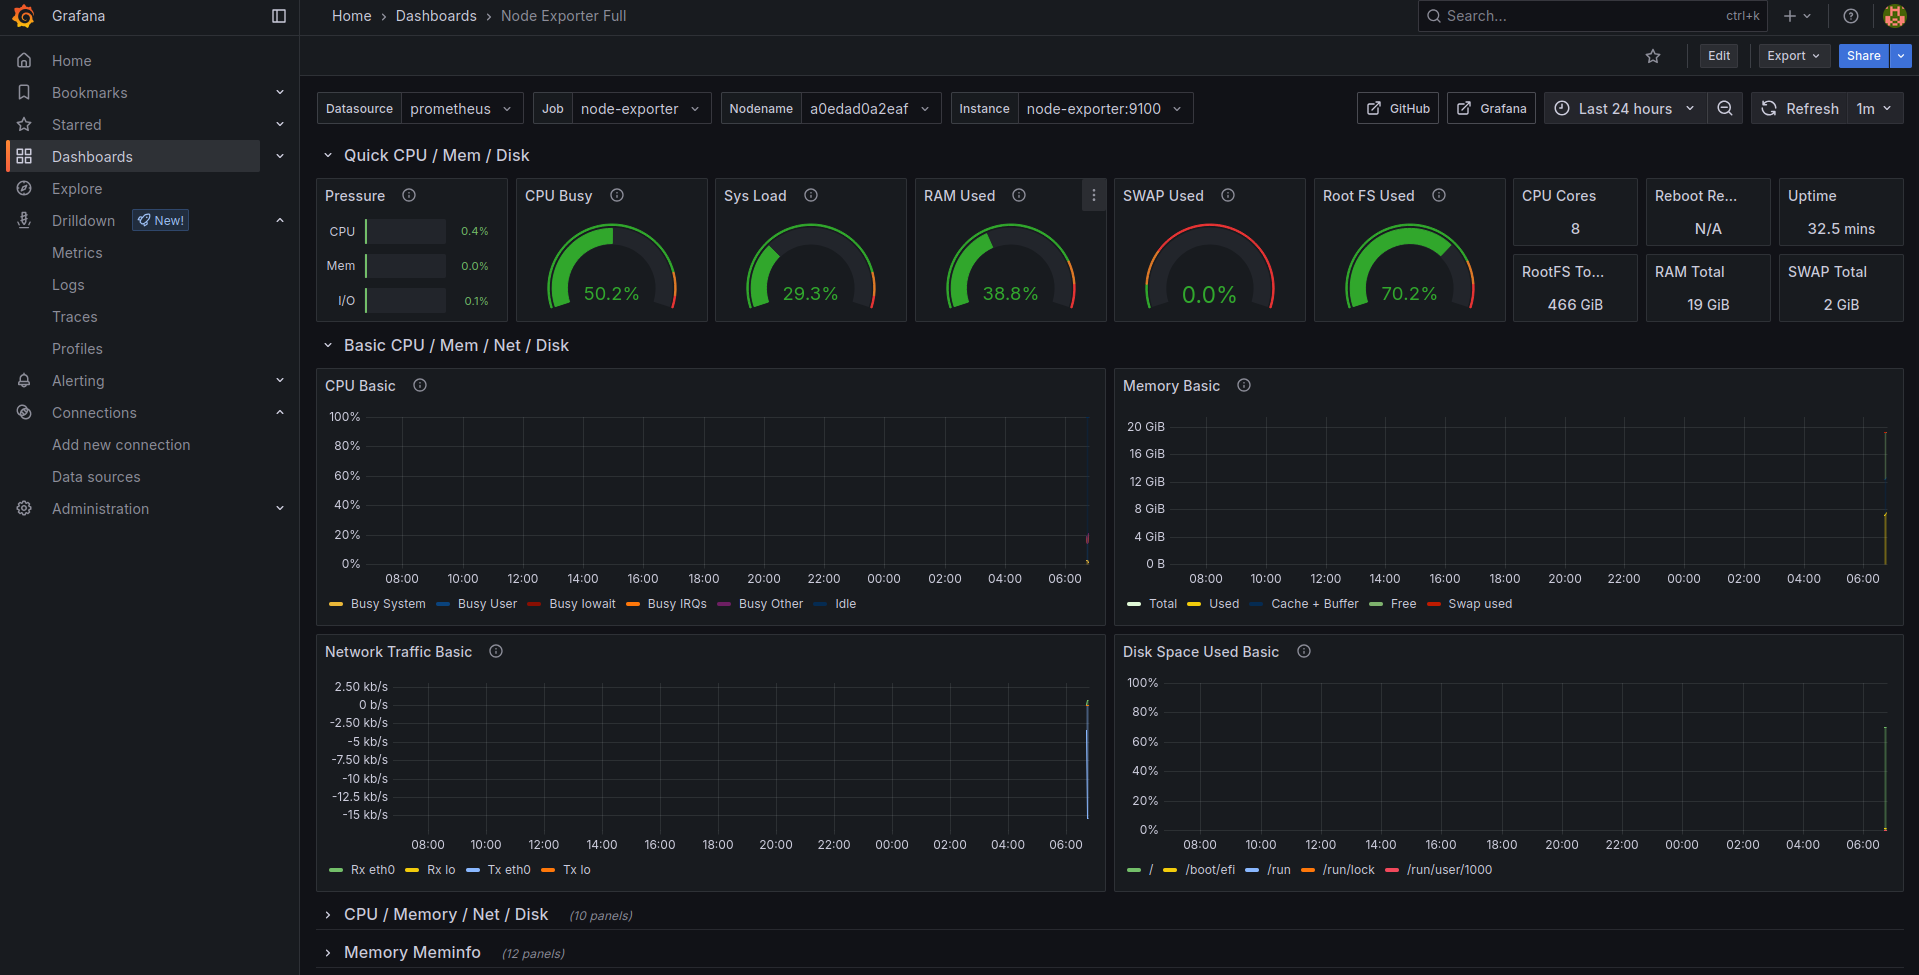 Grafana
Home › Dashboards › Node Exporter Full
Search... ctrl+k
Home
Bookmarks
Starred
Dashboards
Explore
Drilldown New!
Metrics
Logs
Traces
Profiles
Alerting
Connections
Add new connection
Data sources
Administration
Edit Export Share
Datasource prometheus Job node-exporter Nodename a0edad0a2eaf Instance node-exporter:9100 GitHub Grafana Last 24 hours Refresh 1m
Quick CPU / Mem / Disk
Pressure
CPU 0.4%
Mem 0.0%
I/O 0.1%
CPU Busy
50.2%
Sys Load
29.3%
RAM Used
38.8%
SWAP Used
0.0%
Root FS Used
70.2%
CPU Cores
8
Reboot Re...
N/A
Uptime
32.5 mins
RootFS To...
466 GiB
RAM Total
19 GiB
SWAP Total
2 GiB
Basic CPU / Mem / Net / Disk
CPU Basic
100%
80%
60%
40%
20%
0%
08:00 10:00 12:00 14:00 16:00 18:00 20:00 22:00 00:00 02:00 04:00 06:00
Busy System Busy User Busy Iowait Busy IRQs Busy Other Idle
Memory Basic
20 GiB
16 GiB
12 GiB
8 GiB
4 GiB
0 B
08:00 10:00 12:00 14:00 16:00 18:00 20:00 22:00 00:00 02:00 04:00 06:00
Total Used Cache + Buffer Free Swap used
Network Traffic Basic
2.50 kb/s
0 b/s
-2.50 kb/s
-5 kb/s
-7.50 kb/s
-10 kb/s
-12.5 kb/s
-15 kb/s
08:00 10:00 12:00 14:00 16:00 18:00 20:00 22:00 00:00 02:00 04:00 06:00
Rx eth0 Rx lo Tx eth0 Tx lo
Disk Space Used Basic
100%
80%
60%
40%
20%
0%
08:00 10:00 12:00 14:00 16:00 18:00 20:00 22:00 00:00 02:00 04:00 06:00
/ /boot/efi /run /run/lock /run/user/1000
CPU / Memory / Net / Disk (10 panels)
Memory Meminfo (12 panels)